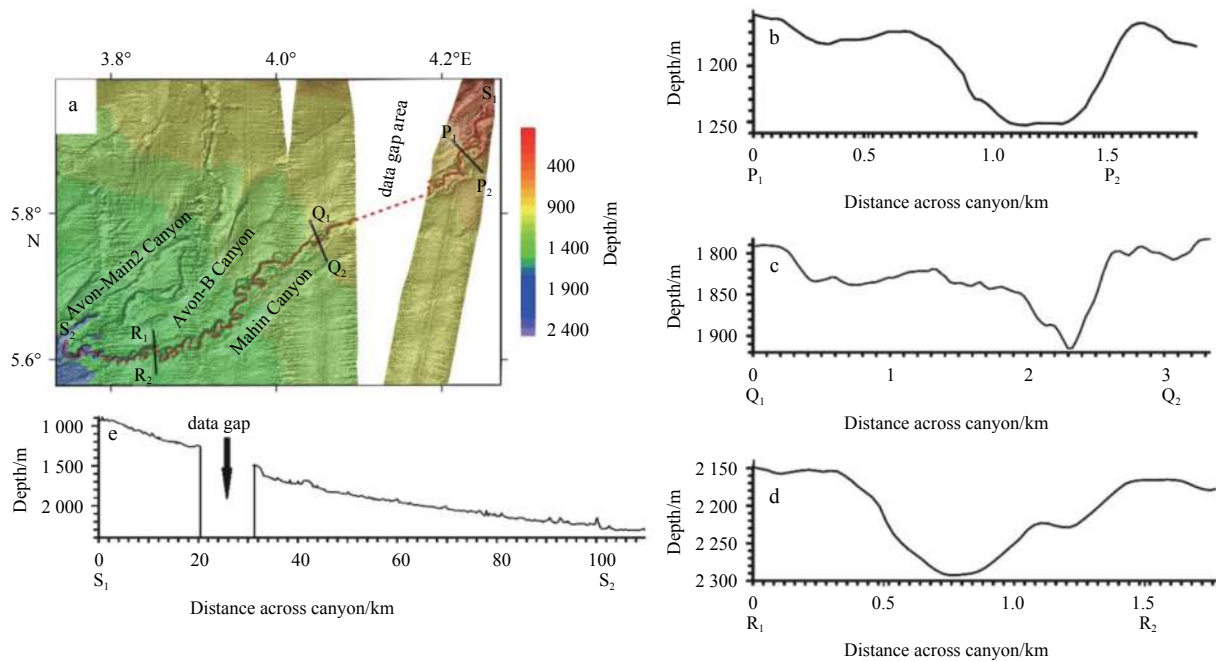 3.8° 4.0° 4.2°E
a
S₁
P₁
P₂
data gap area
5.8°
N
Q₁
Q₂
Avon-Main2 Canyon
Avon-B Canyon
Mahin Canyon
S₂
R₁
R₂
5.6°
400
900
1 400
1 900
2 400
Depth/m
e
data gap
1 000
1 500
2 000
Depth/m
0 20 40 60 80 100
S₁ S₂
Distance across canyon/km
b
1 200
1 250
Depth/m
0 0.5 1.0 1.5
P₁ P₂
Distance across canyon/km
c
1 800
1 850
1 900
Depth/m
0 1 2 3
Q₁ Q₂
Distance across canyon/km
d
2 150
2 200
2 250
2 300
Depth/m
0 0.5 1.0 1.5
R₁ R₂
Distance across canyon/km